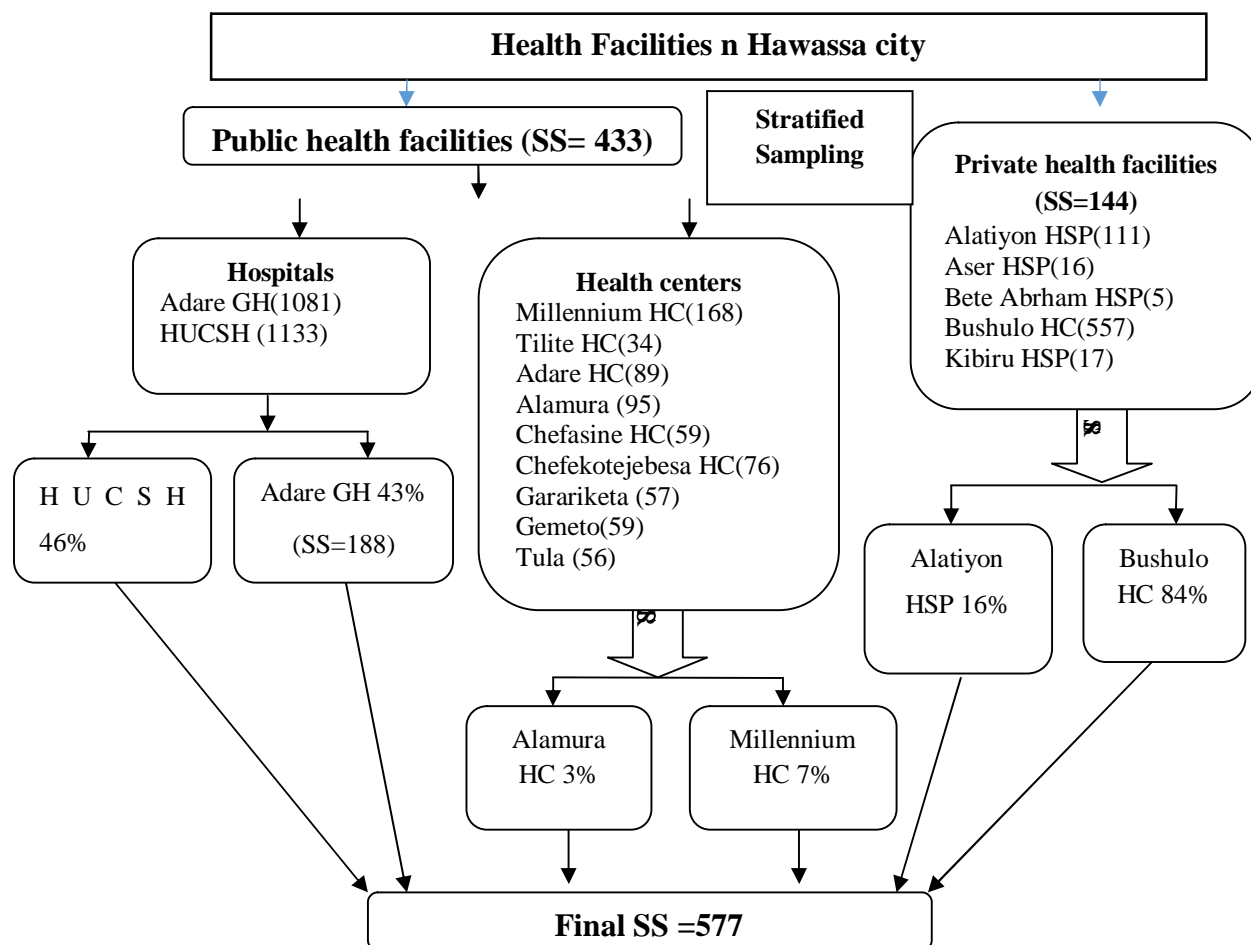 Health Facilities n Hawassa city
Public health facilities (SS= 433)
Stratified
Sampling
Private health facilities
(SS=144)
Alatiyon HSP(111)
Aser HSP(16)
Bete Abrham HSP(5)
Bushulo HC(557)
Kibiru HSP(17)
Hospitals
Adare GH(1081)
HUCSH (1133)
Health centers
Millennium HC(168)
Tilite HC(34)
Adare HC(89)
Alamura (95)
Chefasine HC(59)
Chefekotejebesa HC(76)
Garariketa (57)
Gemeto(59)
Tula (56)
H U C S H
46%
Adare GH 43%
(SS=188)
Alatiyon
HSP 16%
Bushulo
HC 84%
Alamura
HC 3%
Millennium
HC 7%
Final SS =577